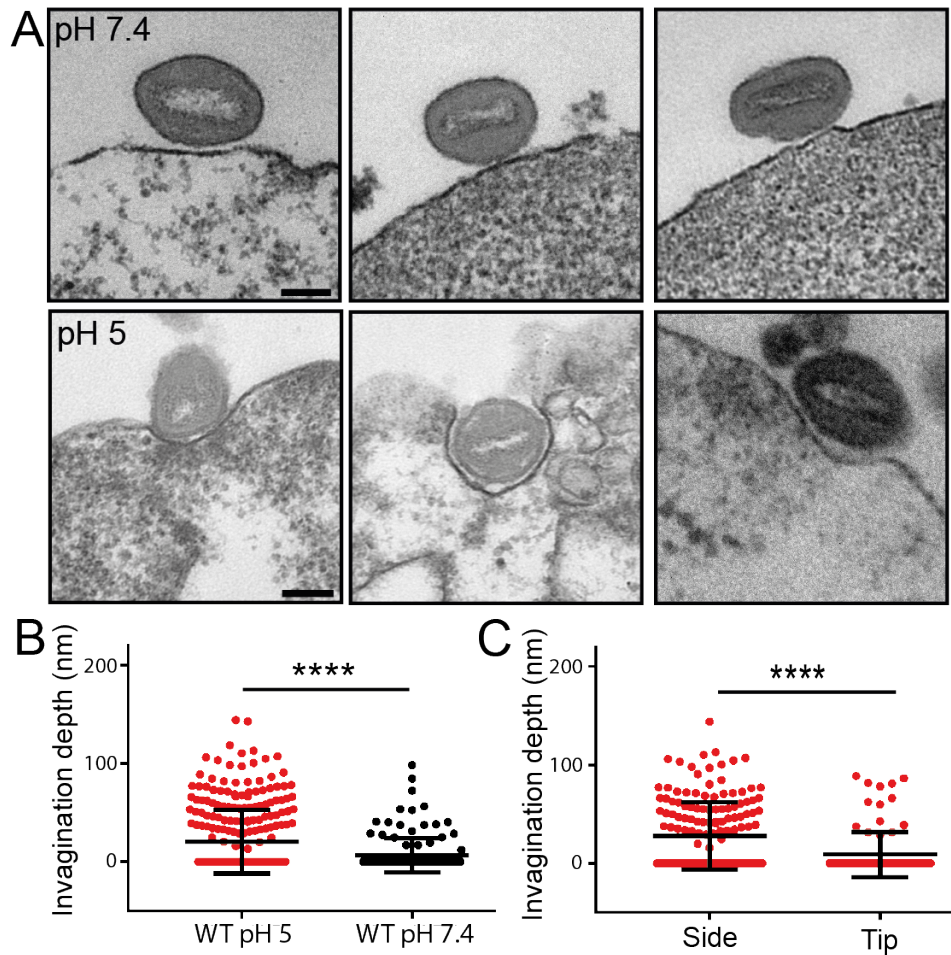 A
pH 7.4
pH 5
B
Invagination depth (nm)
200
100
0
****
WT pH 5
WT pH 7.4
C
Invagination depth (nm)
200
100
0
****
Side
Tip